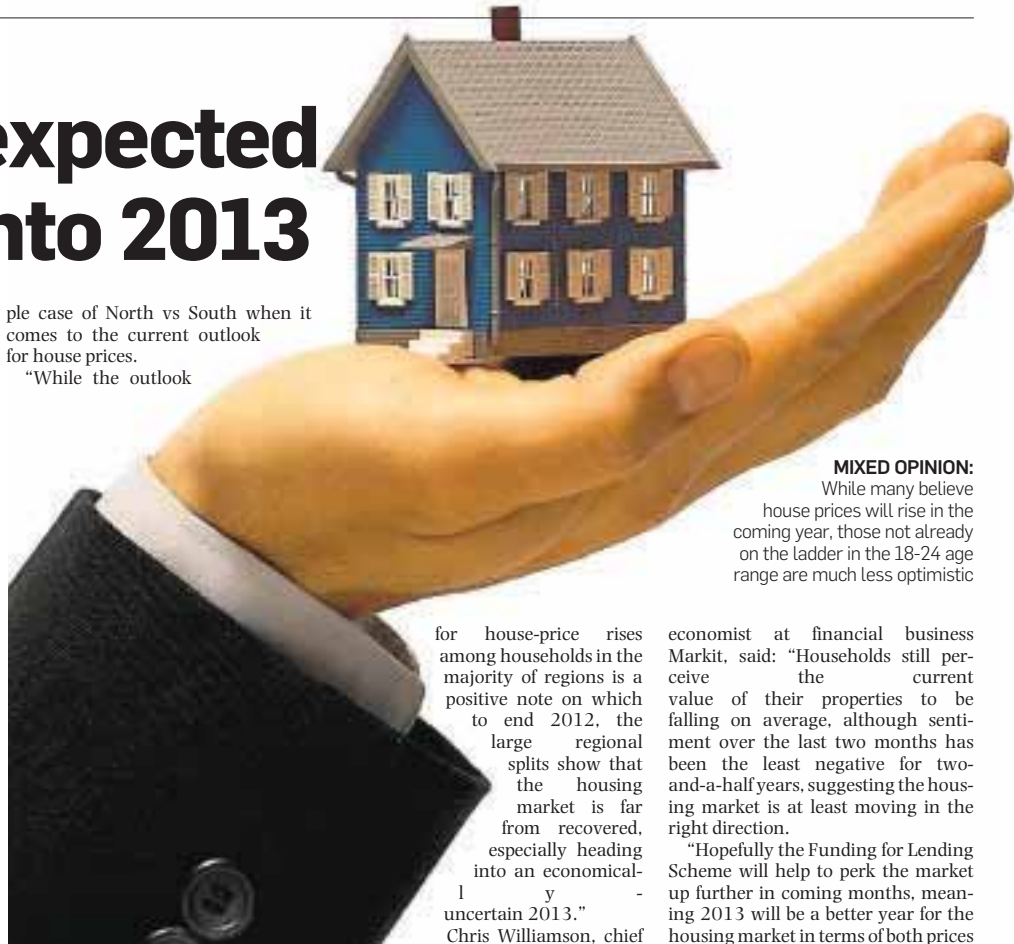 expected
nto 2013
ple case of North vs South when it
comes to the current outlook
for house prices.
“While the outlook
MIXED OPINION:
While many believe
house prices will rise in the
coming year, those not already
on the ladder in the 18-24 age
range are much less optimistic
for house-price rises
among households in the
majority of regions is a
positive note on which
to end 2012, the
large regional
splits show that
the housing
market is far
from recovered,
especially heading
into an economical-
l y -
uncertain 2013.”
Chris Williamson, chief
economist at financial business
Markit, said: “Households still per-
ceive the current
value of their properties to be
falling on average, although senti-
ment over the last two months has
been the least negative for two-
and-a-half years, suggesting the hous-
ing market is at least moving in the
right direction.
“Hopefully the Funding for Lending
Scheme will help to perk the market
up further in coming months, mean-
ing 2013 will be a better year for the
housing market in terms of both prices